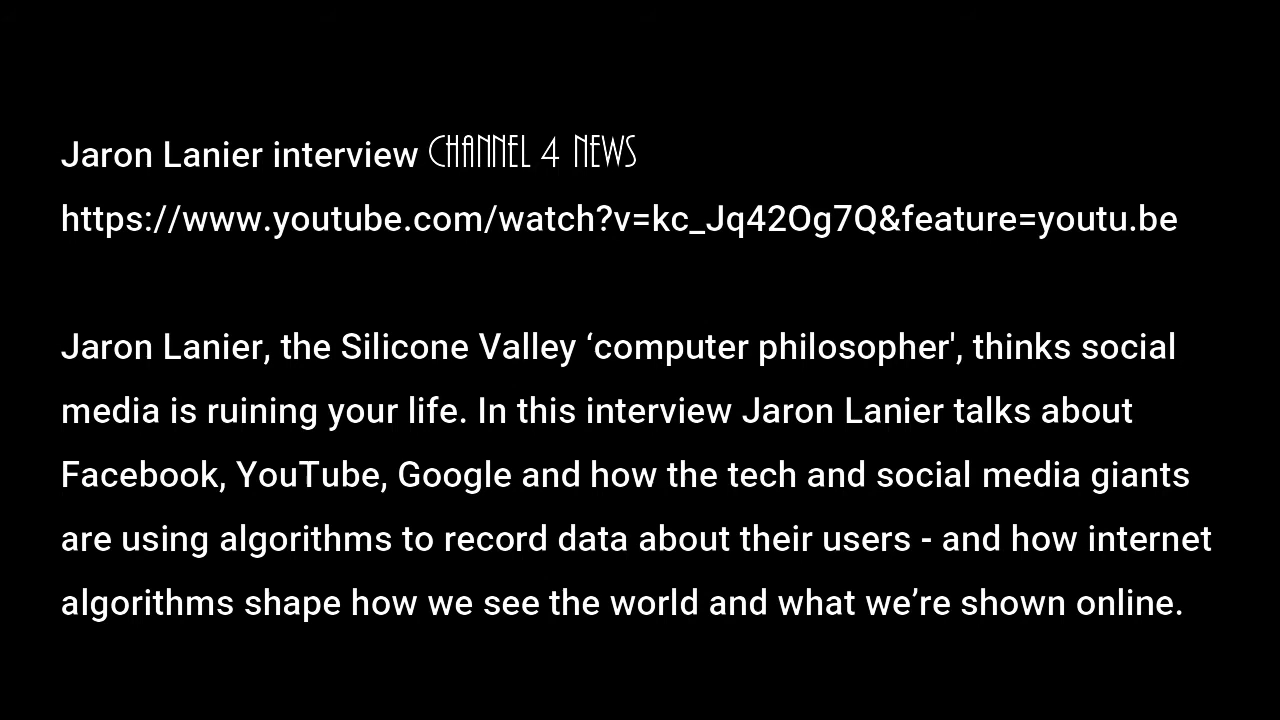 Jaron Lanier interview CHANNEL 4 NEWS
https://www.youtube.com/watch?v=kc_Jq42Og7Q&feature=youtu.be
Jaron Lanier, the Silicone Valley ‘computer philosopher', thinks social
media is ruining your life. In this interview Jaron Lanier talks about
Facebook, YouTube, Google and how the tech and social media giants
are using algorithms to record data about their users - and how internet
algorithms shape how we see the world and what we’re shown online.